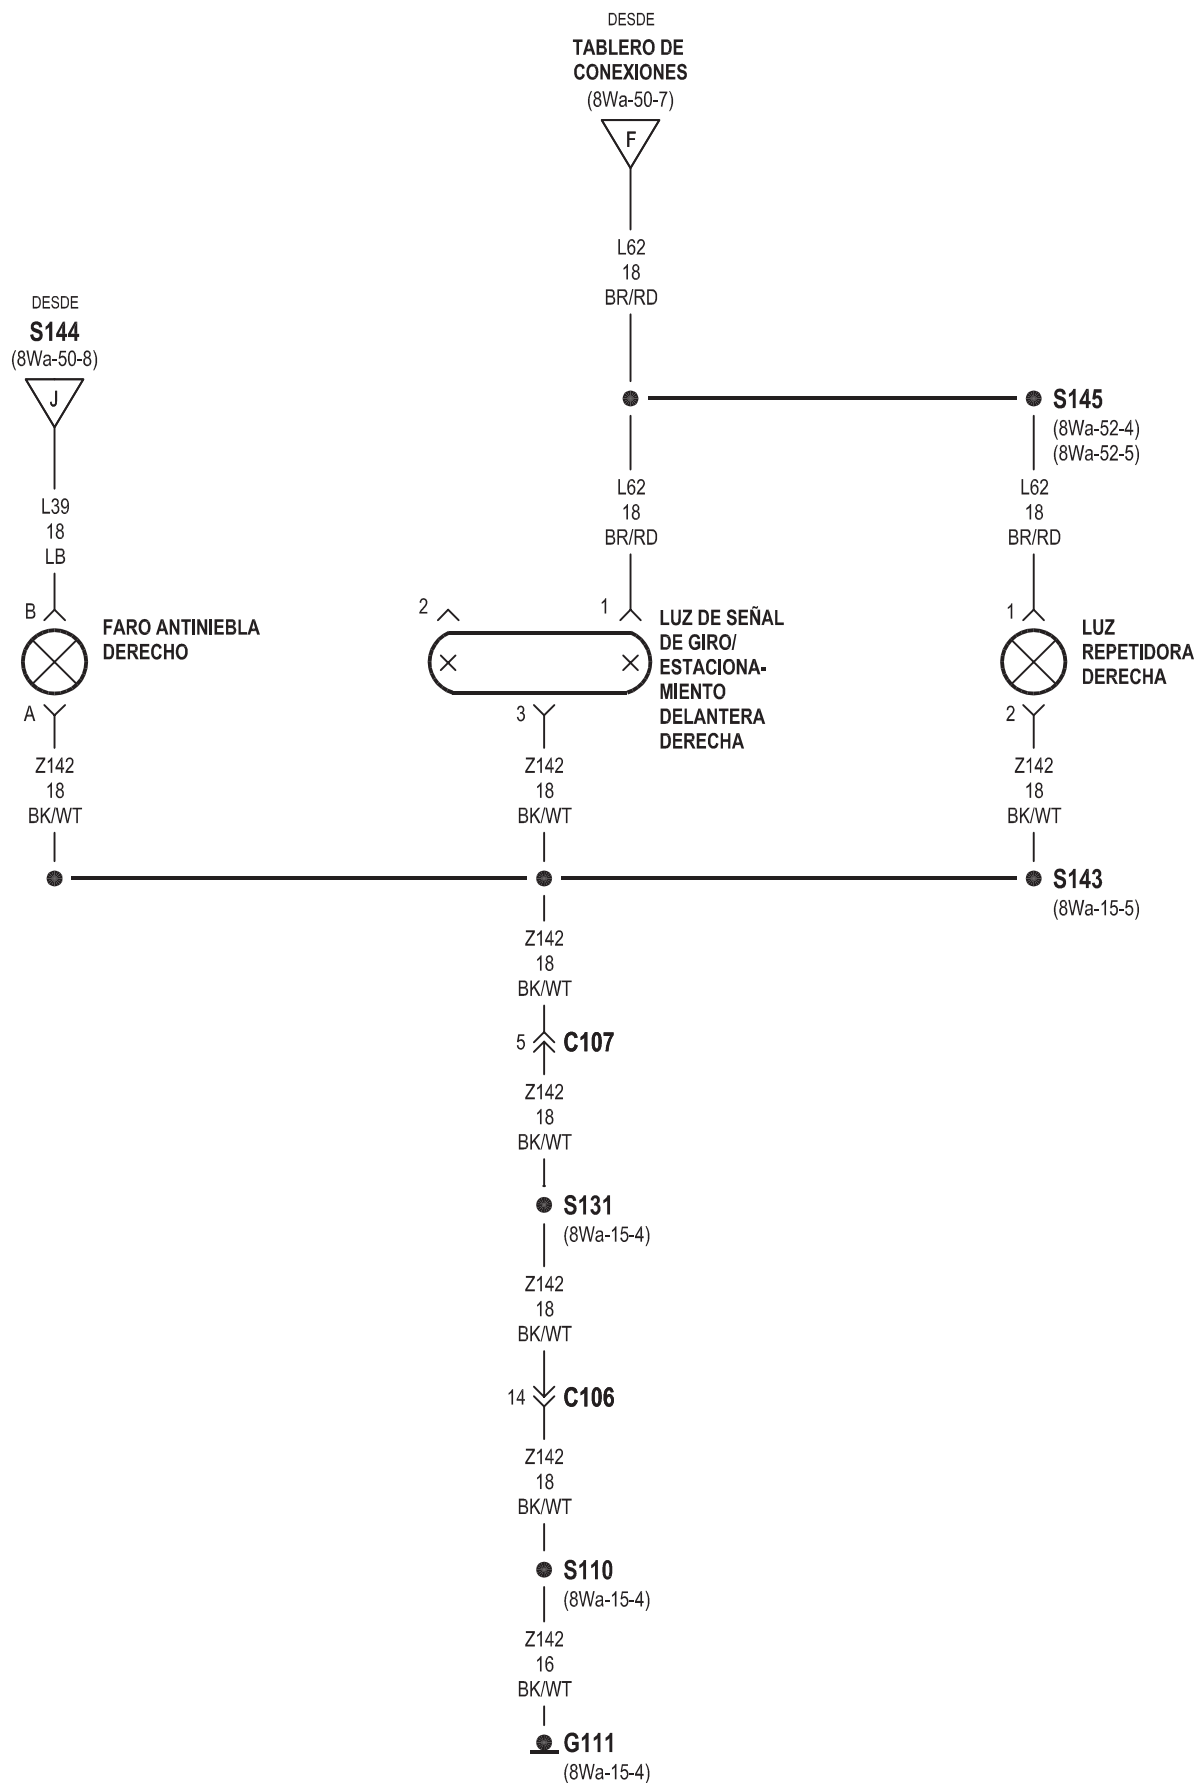 DESDE
TABLERO DE
CONEXIONES
(8Wa-50-7)
F
L62
18
BR/RD
DESDE
S144
(8Wa-50-8)
J
S145
(8Wa-52-4)
(8Wa-52-5)
L39
18
LB
L62
18
BR/RD
L62
18
BR/RD
B
FARO ANTINIEBLA
DERECHO
A
2
1
LUZ DE SEÑAL
DE GIRO/
ESTACIONA-
MIENTO
DELANTERA
DERECHA
3
1
LUZ
REPETIDORA
DERECHA
2
Z142
18
BK/WT
Z142
18
BK/WT
Z142
18
BK/WT
S143
(8Wa-15-5)
Z142
18
BK/WT
5 C107
Z142
18
BK/WT
S131
(8Wa-15-4)
Z142
18
BK/WT
14 C106
Z142
18
BK/WT
S110
(8Wa-15-4)
Z142
16
BK/WT
G111
(8Wa-15-4)